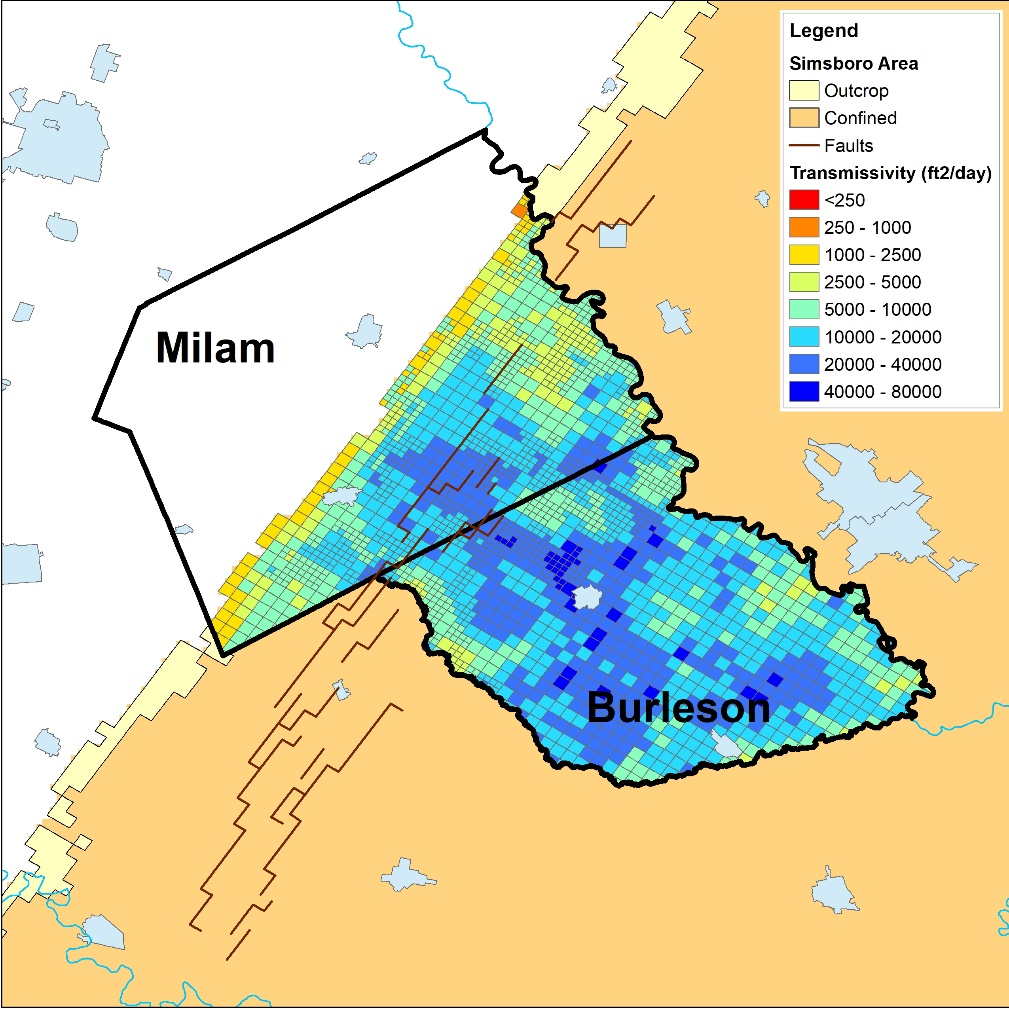 Legend
Simsboro Area
Outcrop
Confined
Faults
Transmissivity (ft2/day)
<250
250 - 1000
1000 - 2500
2500 - 5000
5000 - 10000
10000 - 20000
20000 - 40000
40000 - 80000
Milam
Burleson